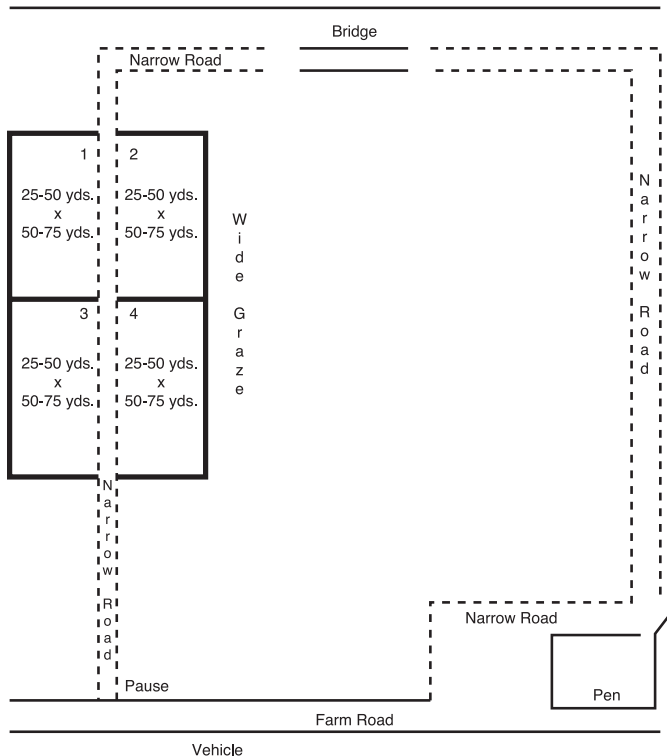 Bridge
Narrow Road
1
2
25-50 yds.
x
50-75 yds.
25-50 yds.
x
50-75 yds.
Wide Graze
Narrow Road
3
4
25-50 yds.
x
50-75 yds.
25-50 yds.
x
50-75 yds.
Narrow Road
Narrow Road
Pause
Pen
Farm Road
Vehicle